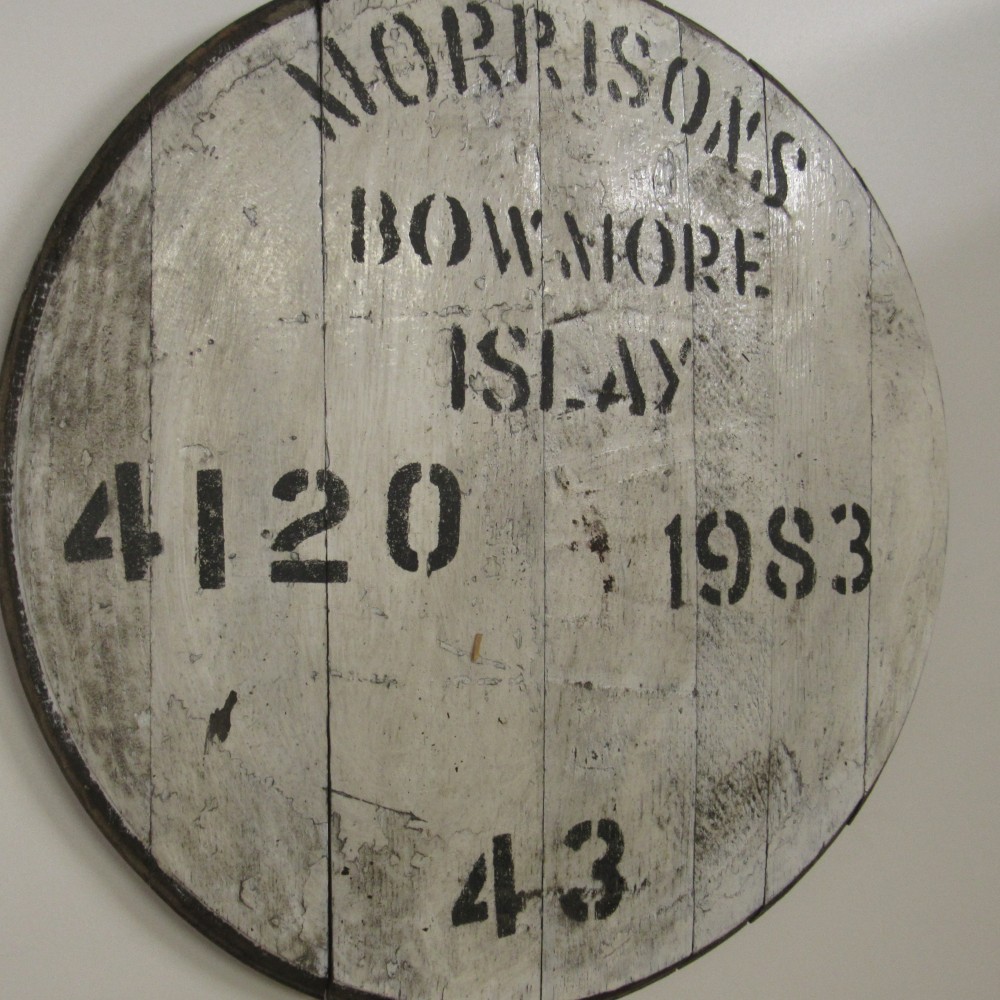 MORRISON'S
BOWMORE
ISLAY
4120 1983
43